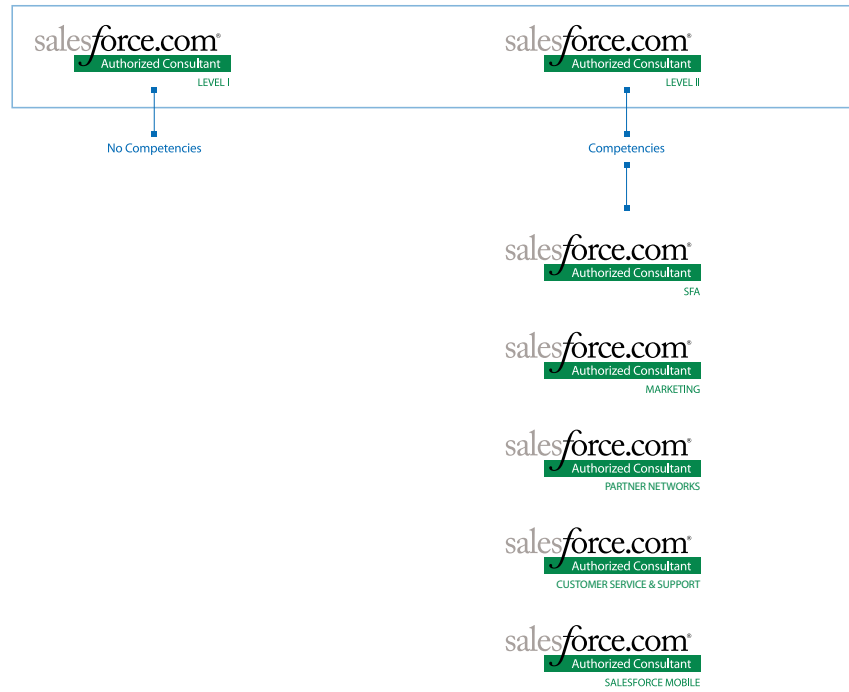 salesforce.com®
Authorized Consultant
LEVEL I
No Competencies
salesforce.com®
Authorized Consultant
LEVEL II
Competencies
salesforce.com®
Authorized Consultant
SFA
salesforce.com®
Authorized Consultant
MARKETING
salesforce.com®
Authorized Consultant
PARTNER NETWORKS
salesforce.com®
Authorized Consultant
CUSTOMER SERVICE & SUPPORT
salesforce.com®
Authorized Consultant
SALESFORCE MOBILE